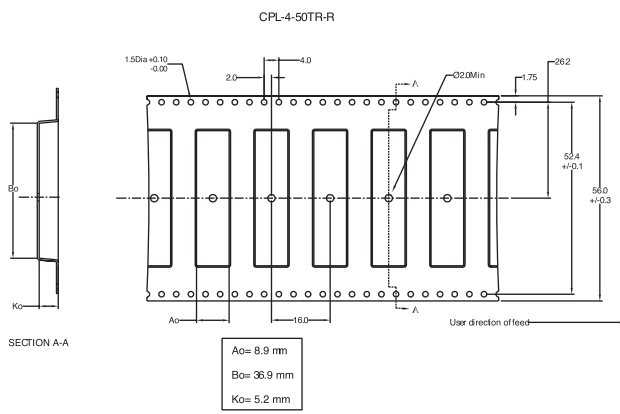 CPL-4-50TR-R
1.5Dia +0.10
-0.00
4.0
2.0
A
Ø2.0Min
26.2
1.75
Bo
52.4
+/-0.1
56.0
+/-0.3
Ko
Ao
16.0
A
User direction of feed
SECTION A-A
Ao= 8.9 mm
Bo= 36.9 mm
Ko= 5.2 mm